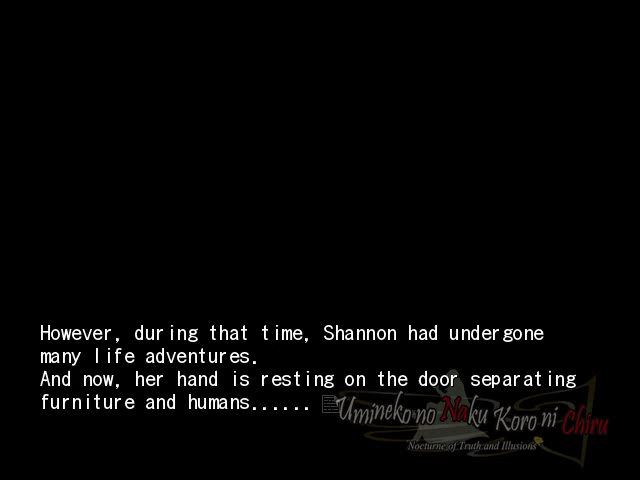 However, during that time, Shannon had undergone
many life adventures.
And now, her hand is resting on the door separating
furniture and humans......
Umineko no Naku Koro ni Chiru
Nocturne of Truth and Illusions